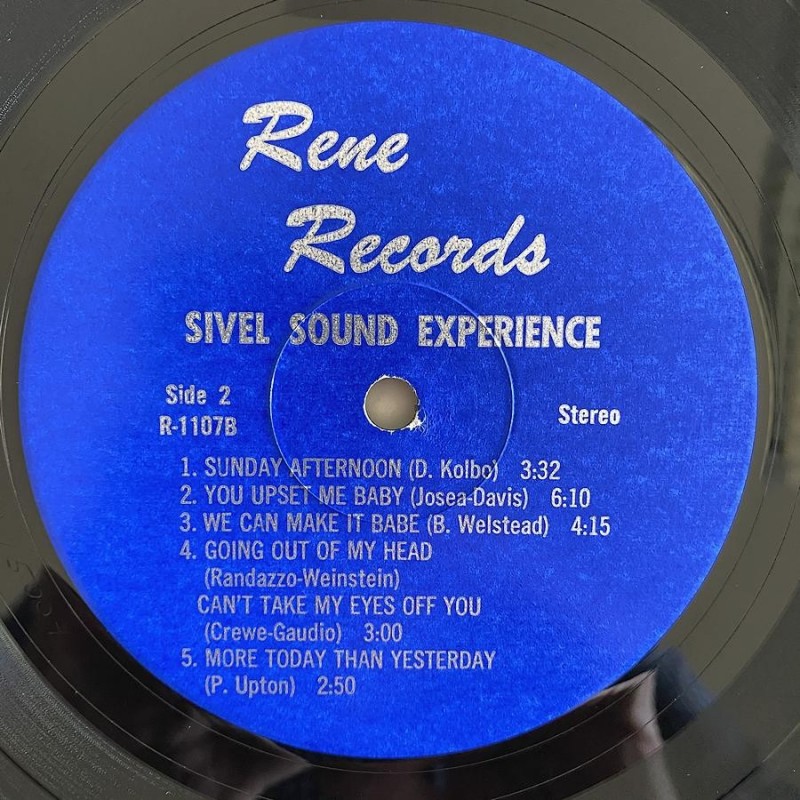 Rene
Records
SIVEL SOUND EXPERIENCE
Side 2
R-1107B
Stereo
1. SUNDAY AFTERNOON (D. Kolbo) 3:32
2. YOU UPSET ME BABY (Josea-Davis) 6:10
3. WE CAN MAKE IT BABE (B. Welstead) 4:15
4. GOING OUT OF MY HEAD
(Randazzo-Weinstein)
CAN'T TAKE MY EYES OFF YOU
(Crewe-Gaudio) 3:00
5. MORE TODAY THAN YESTERDAY
(P. Upton) 2:50